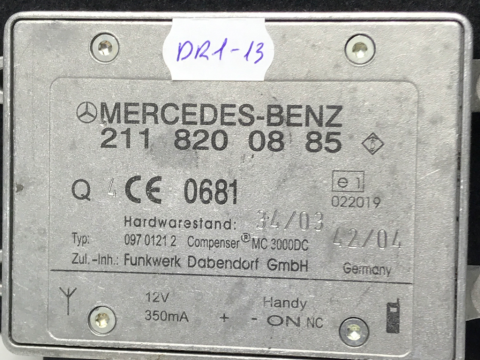 DR1-13
MERCEDES-BENZ
211 820 08 85
Q 4 CE 0681 e1
022019
Hardwarestand: 34/03
Typ: 097 0121 2 Compenser® MC 3000DC 42/04
Zul.-Inh.: Funkwerk Dabendorf GmbH Germany
12V Handy
350mA + - ON NC